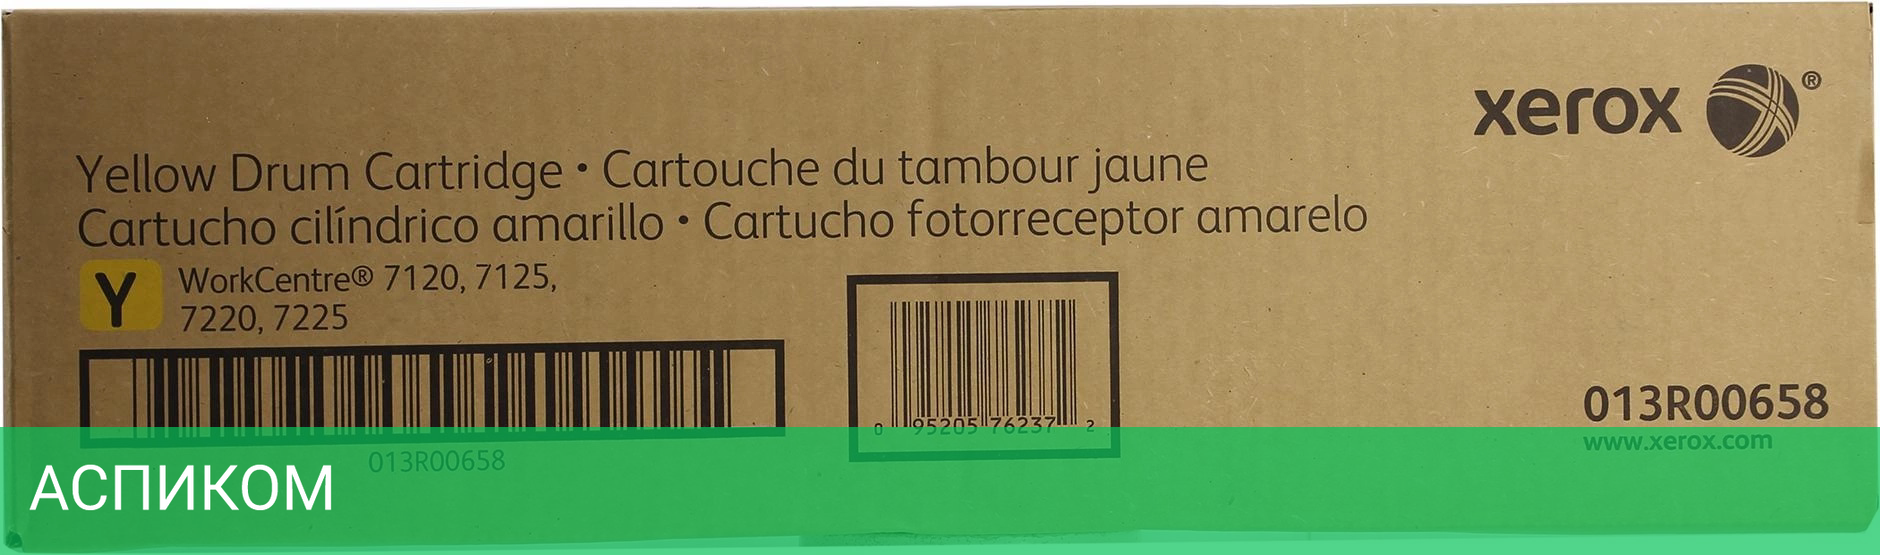 xerox ®
Yellow Drum Cartridge • Cartouche du tambour jaune
Cartucho cilíndrico amarillo • Cartucho fotorreceptor amarelo
Y
WorkCentre® 7120, 7125,
7220, 7225
0 95205 76237 2
013R00658
www.xerox.com
013R00658
АСПИКОМ